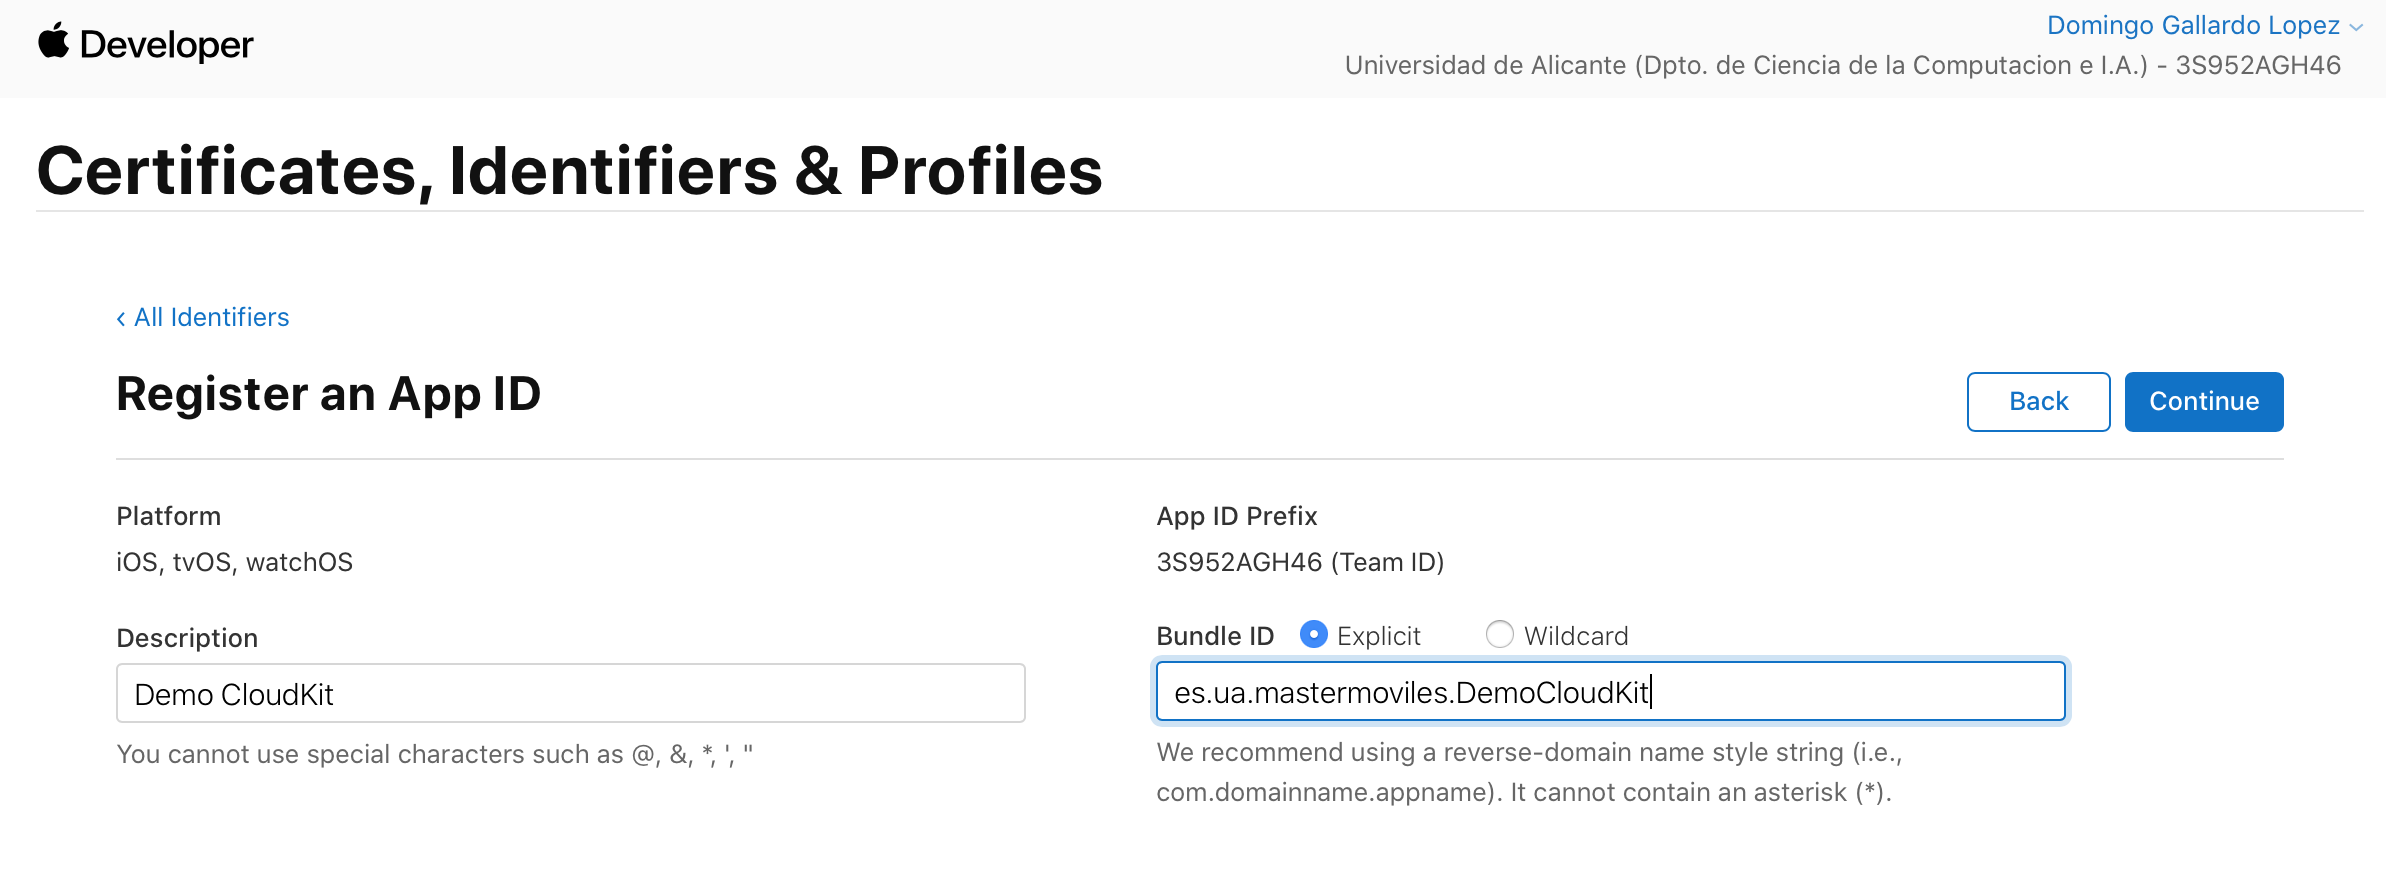 Developer
Domingo Gallardo Lopez
Universidad de Alicante (Dpto. de Ciencia de la Computacion e I.A.) - 3S952AGH46
Certificates, Identifiers & Profiles
‹ All Identifiers
Register an App ID
Back
Continue
Platform
iOS, tvOS, watchOS
App ID Prefix
3S952AGH46 (Team ID)
Description
Demo CloudKit
You cannot use special characters such as @, &, *, ', "
Bundle ID Explicit Wildcard
es.ua.mastermoviles.DemoCloudKit
We recommend using a reverse-domain name style string (i.e.,
com.domainname.appname). It cannot contain an asterisk (*).